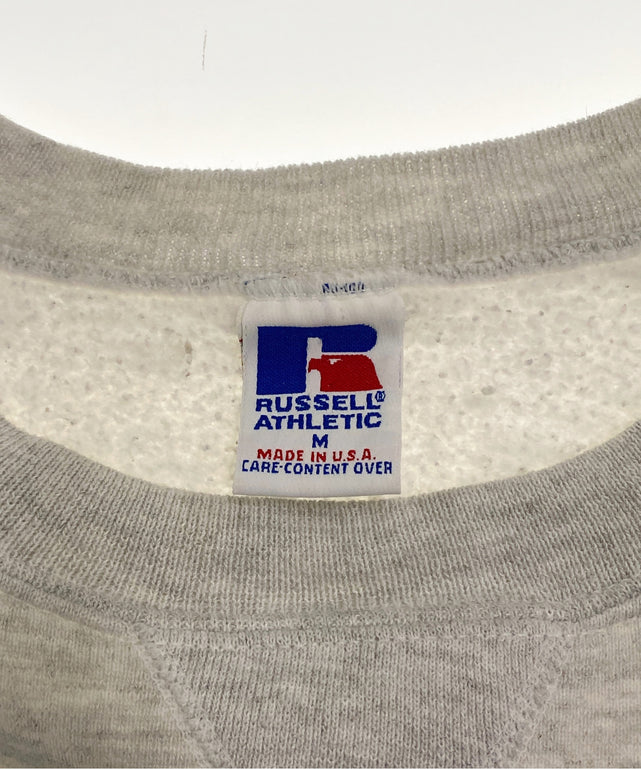 RUSSELL®
ATHLETIC
M
MADE IN U.S.A.
CARE-CONTENT OVER